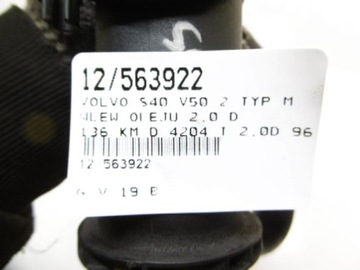 12/563922
VOLVO S40 V50 2 TYP M
WLEW OLEJU 2,0 D
136 KM D 4204 T 2.0D 96
12 563922
G V 19 B